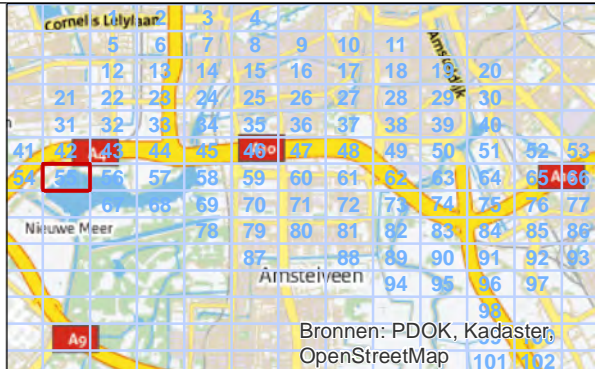 Cornelis Lelylaan 1 2 3 4
5 6 7 8 9 10 11
Amsteldijk
12 13 14 15 16 17 18 19 20
21 22 23 24 25 26 27 28 29 30
31 32 33 34 35 36 37 38 39 40
41 42 43 44 45 46 47 48 49 50 51 52 53
54 55 56 57 58 59 60 61 62 63 64 65 66
67 68 69 70 71 72 73 74 75 76 77
Nieuwe Meer
78 79 80 81 82 83 84 85 86
87 88 89 90 91 92 93
Amstelveen
94 95 96 97
98
A9
Bronnen: PDOK, Kadaster,
OpenStreetMap
101 102